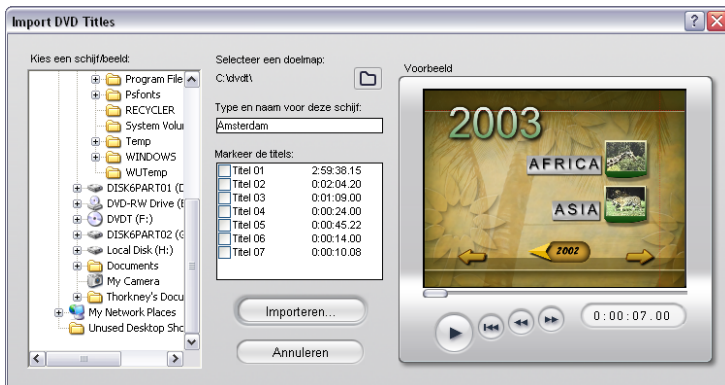 Import DVD Titles
Kies een schijf/beeld:
Program File
Psfonts
RECYCLER
System Volu
Temp
WINDOWS
WUTemp
DISK6PART01 (D
DVD-RW Drive (E
DVDT (F:)
DISK6PART02 (G
Local Disk (H:)
Documents
My Camera
Thorkney's Docu
My Network Places
Unused Desktop Sho
Selecteer een doelmap:
C:\dvdt\
Type en naam voor deze schijf:
Amsterdam
Markeer de titels:
Titel 01 2:59:38.15
Titel 02 0:02:04.20
Titel 03 0:01:09.00
Titel 04 0:00:24.00
Titel 05 0:00:45.22
Titel 06 0:00:14.00
Titel 07 0:00:10.08
Importeren...
Annuleren
Voorbeeld
2003
AFRICA
ASIA
2002
0:00:07.00